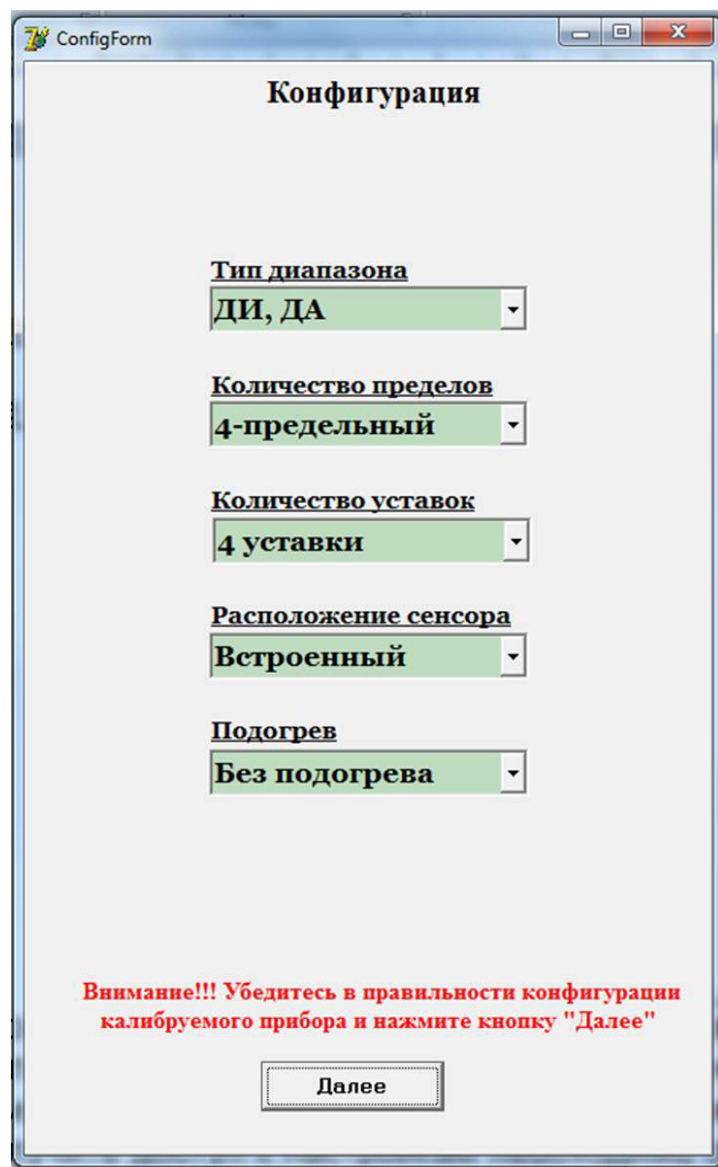 ConfigForm
Конфигурация
Тип диапазона
ДИ, ДА
Количество пределов
4-предельный
Количество уставок
4 уставки
Расположение сенсора
Встроенный
Подогрев
Без подогрева
Внимание!!! Убедитесь в правильности конфигурации
калибруемого прибора и нажмите кнопку "Далее"
Далее